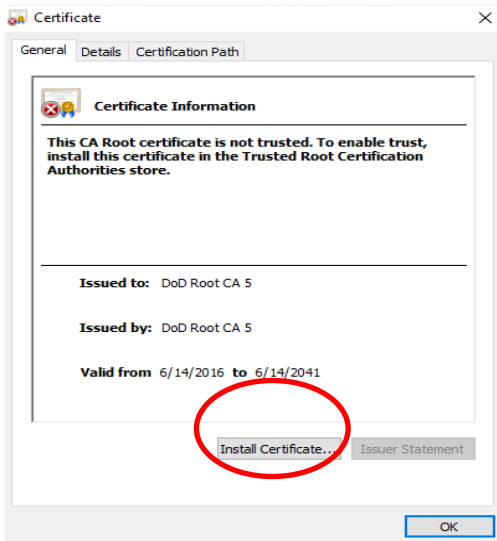 Certificate
General Details Certification Path
Certificate Information
This CA Root certificate is not trusted. To enable trust,
install this certificate in the Trusted Root Certification
Authorities store.
Issued to: DoD Root CA 5
Issued by: DoD Root CA 5
Valid from 6/14/2016 to 6/14/2041
Install Certificate... Issuer Statement
OK